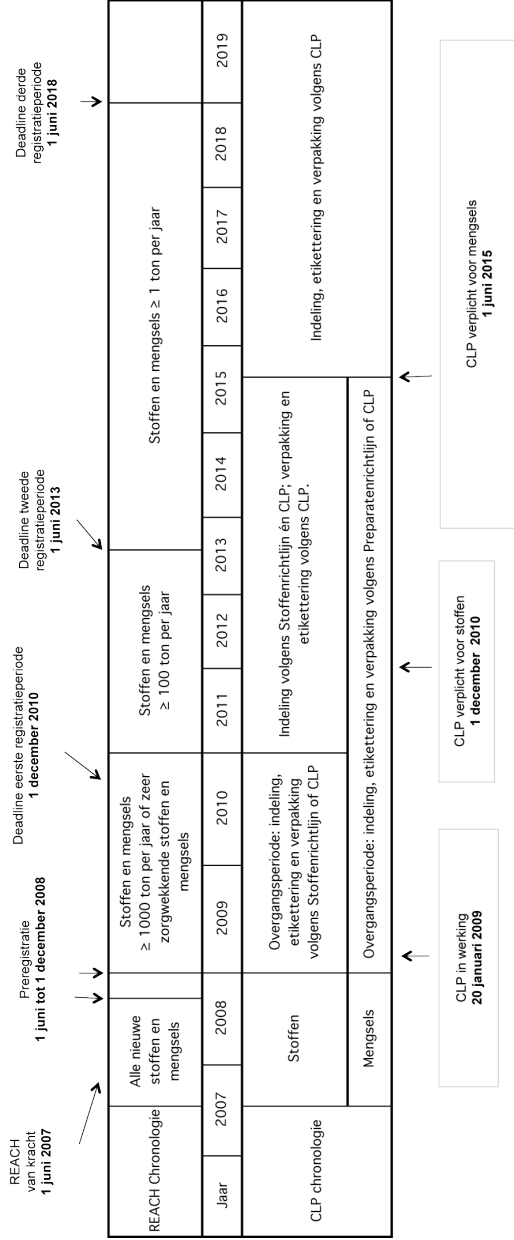 REACH
van kracht
1 juni 2007
Preregistratie
1 juni tot 1 december 2008
Deadline eerste registratieperiode
1 december 2010
Deadline tweede
registratieperiode
1 juni 2013
Deadline derde
registratieperiode
1 juni 2018
REACH Chronologie
Alle nieuwe
stoffen en
mengsels
Stoffen en mengsels
≥ 1000 ton per jaar of zeer
zorgwekkende stoffen en
mengsels
Stoffen en mengsels
≥ 100 ton per jaar
Stoffen en mengsels ≥ 1 ton per jaar
Jaar
2007
2008
2009
2010
2011
2012
2013
2014
2015
2016
2017
2018
2019
CLP chronologie
Stoffen
Overgangsperiode: indeling,
etikettering en verpakking
volgens Stoffenrichtlijn of CLP
Indeling volgens Stoffenrichtlijn én CLP; verpakking en
etikettering volgens CLP.
Indeling, etikettering en verpakking volgens CLP
Mengsels
Overgangsperiode: indeling, etikettering en verpakking volgens Preparatenrichtlijn of CLP
CLP in werking
20 januari 2009
CLP verplicht voor stoffen
1 december 2010
CLP verplicht voor mengsels
1 juni 2015